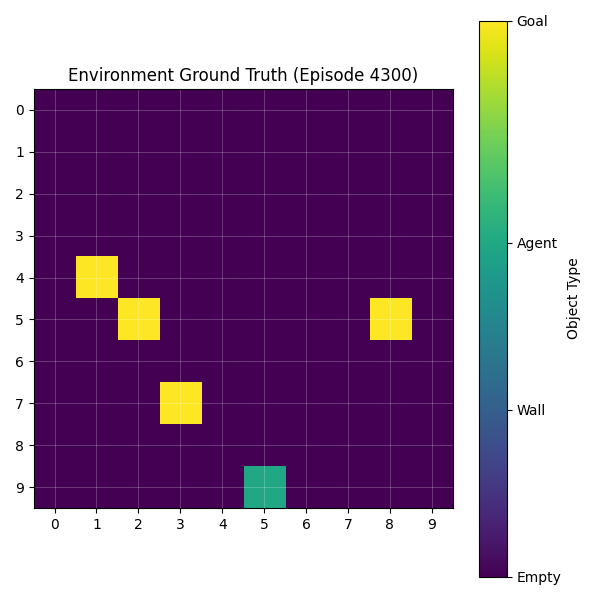 Environment Ground Truth (Episode 4300)
0
1
2
3
4
5
6
7
8
9
0 1 2 3 4 5 6 7 8 9
Goal
Agent
Wall
Empty
Object Type